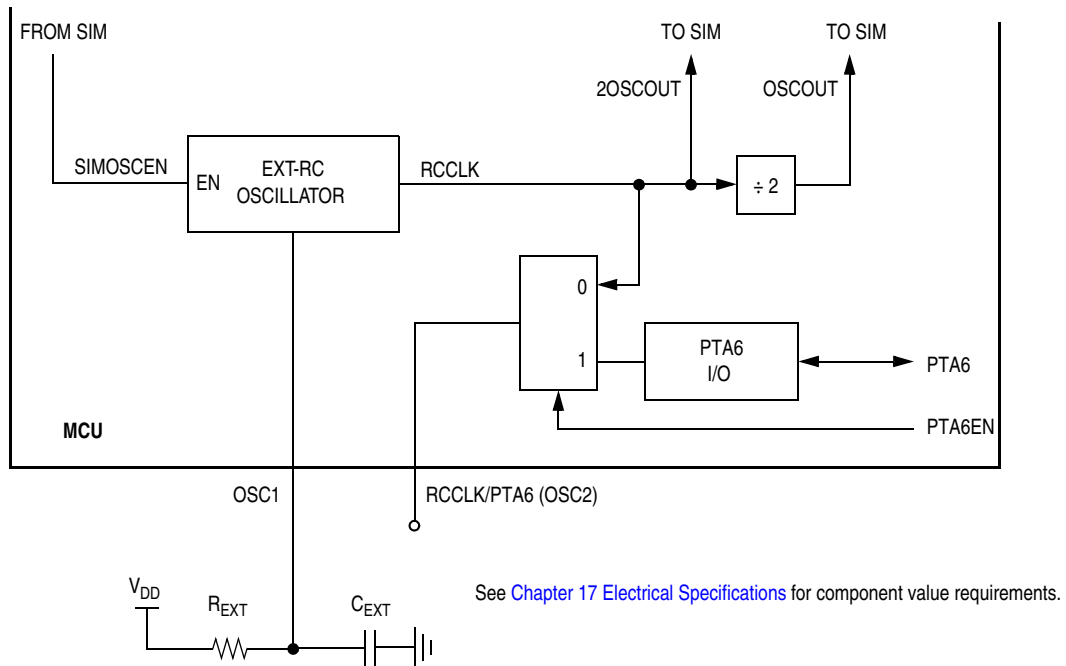 FROM SIM
TO SIM
TO SIM
2OSCOUT
OSCOUT
SIMOSCEN
EN
EXT-RC
OSCILLATOR
RCCLK
÷ 2
0
1
PTA6
I/O
PTA6
PTA6EN
MCU
OSC1
RCCLK/PTA6 (OSC2)
VDD
REXT
CEXT
See Chapter 17 Electrical Specifications for component value requirements.